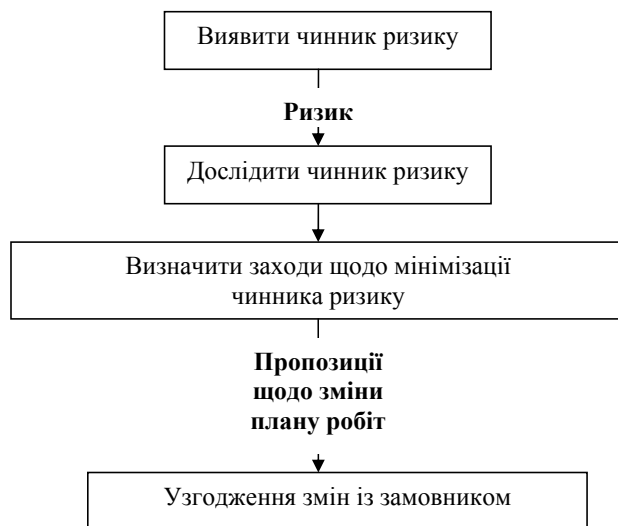 Виявити чинник ризику
Ризик
Дослідити чинник ризику
Визначити заходи щодо мінімізації
чинника ризику
Пропозиції
щодо зміни
плану робіт
Узгодження змін із замовником